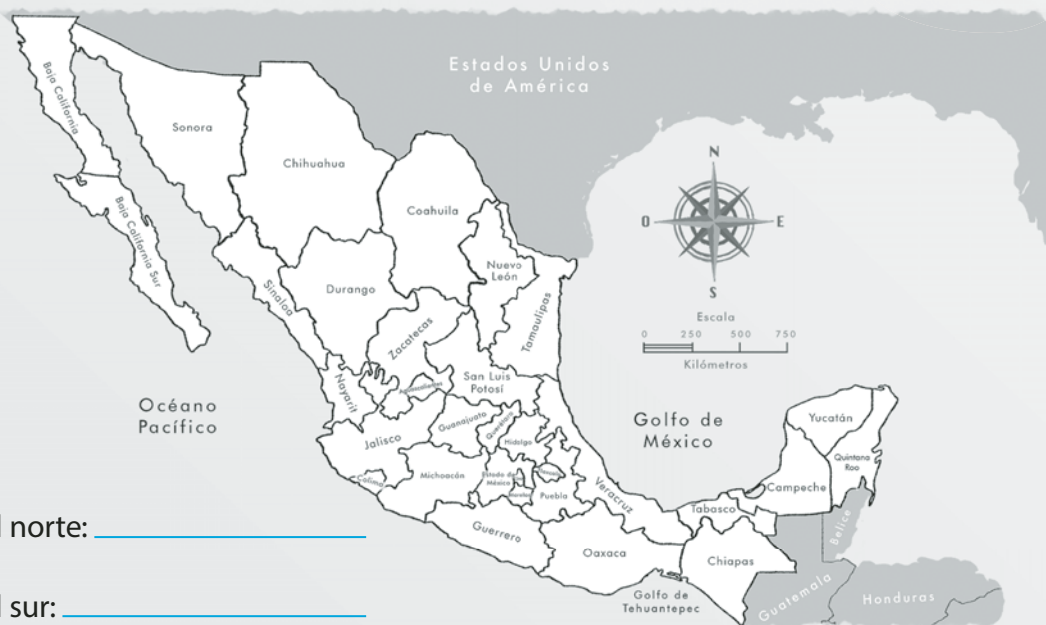 Estados Unidos
de América
Baja California
Sonora
Chihuahua
N
Coahuila
O
E
Baja California Sur
Nuevo
León
S
Sinaloa
Durango
Tamaulipas
Escala
0 250 500 750
Kilómetros
Zacatecas
Nayarit
Aguascalientes
San Luis
Potosí
Océano
Pacífico
Golfo de
México
Yucatán
Jalisco
Guanajuato
Querétaro
Hidalgo
Quintana
Roo
Colima
Michoacán
Estado de
México
Tlaxcala
Morelos
Puebla
Veracruz
Campeche
Tabasco
Belice
l norte:
Guerrero
Oaxaca
Chiapas
Golfo de
Tehuantepec
Guatemala
Honduras
l sur: